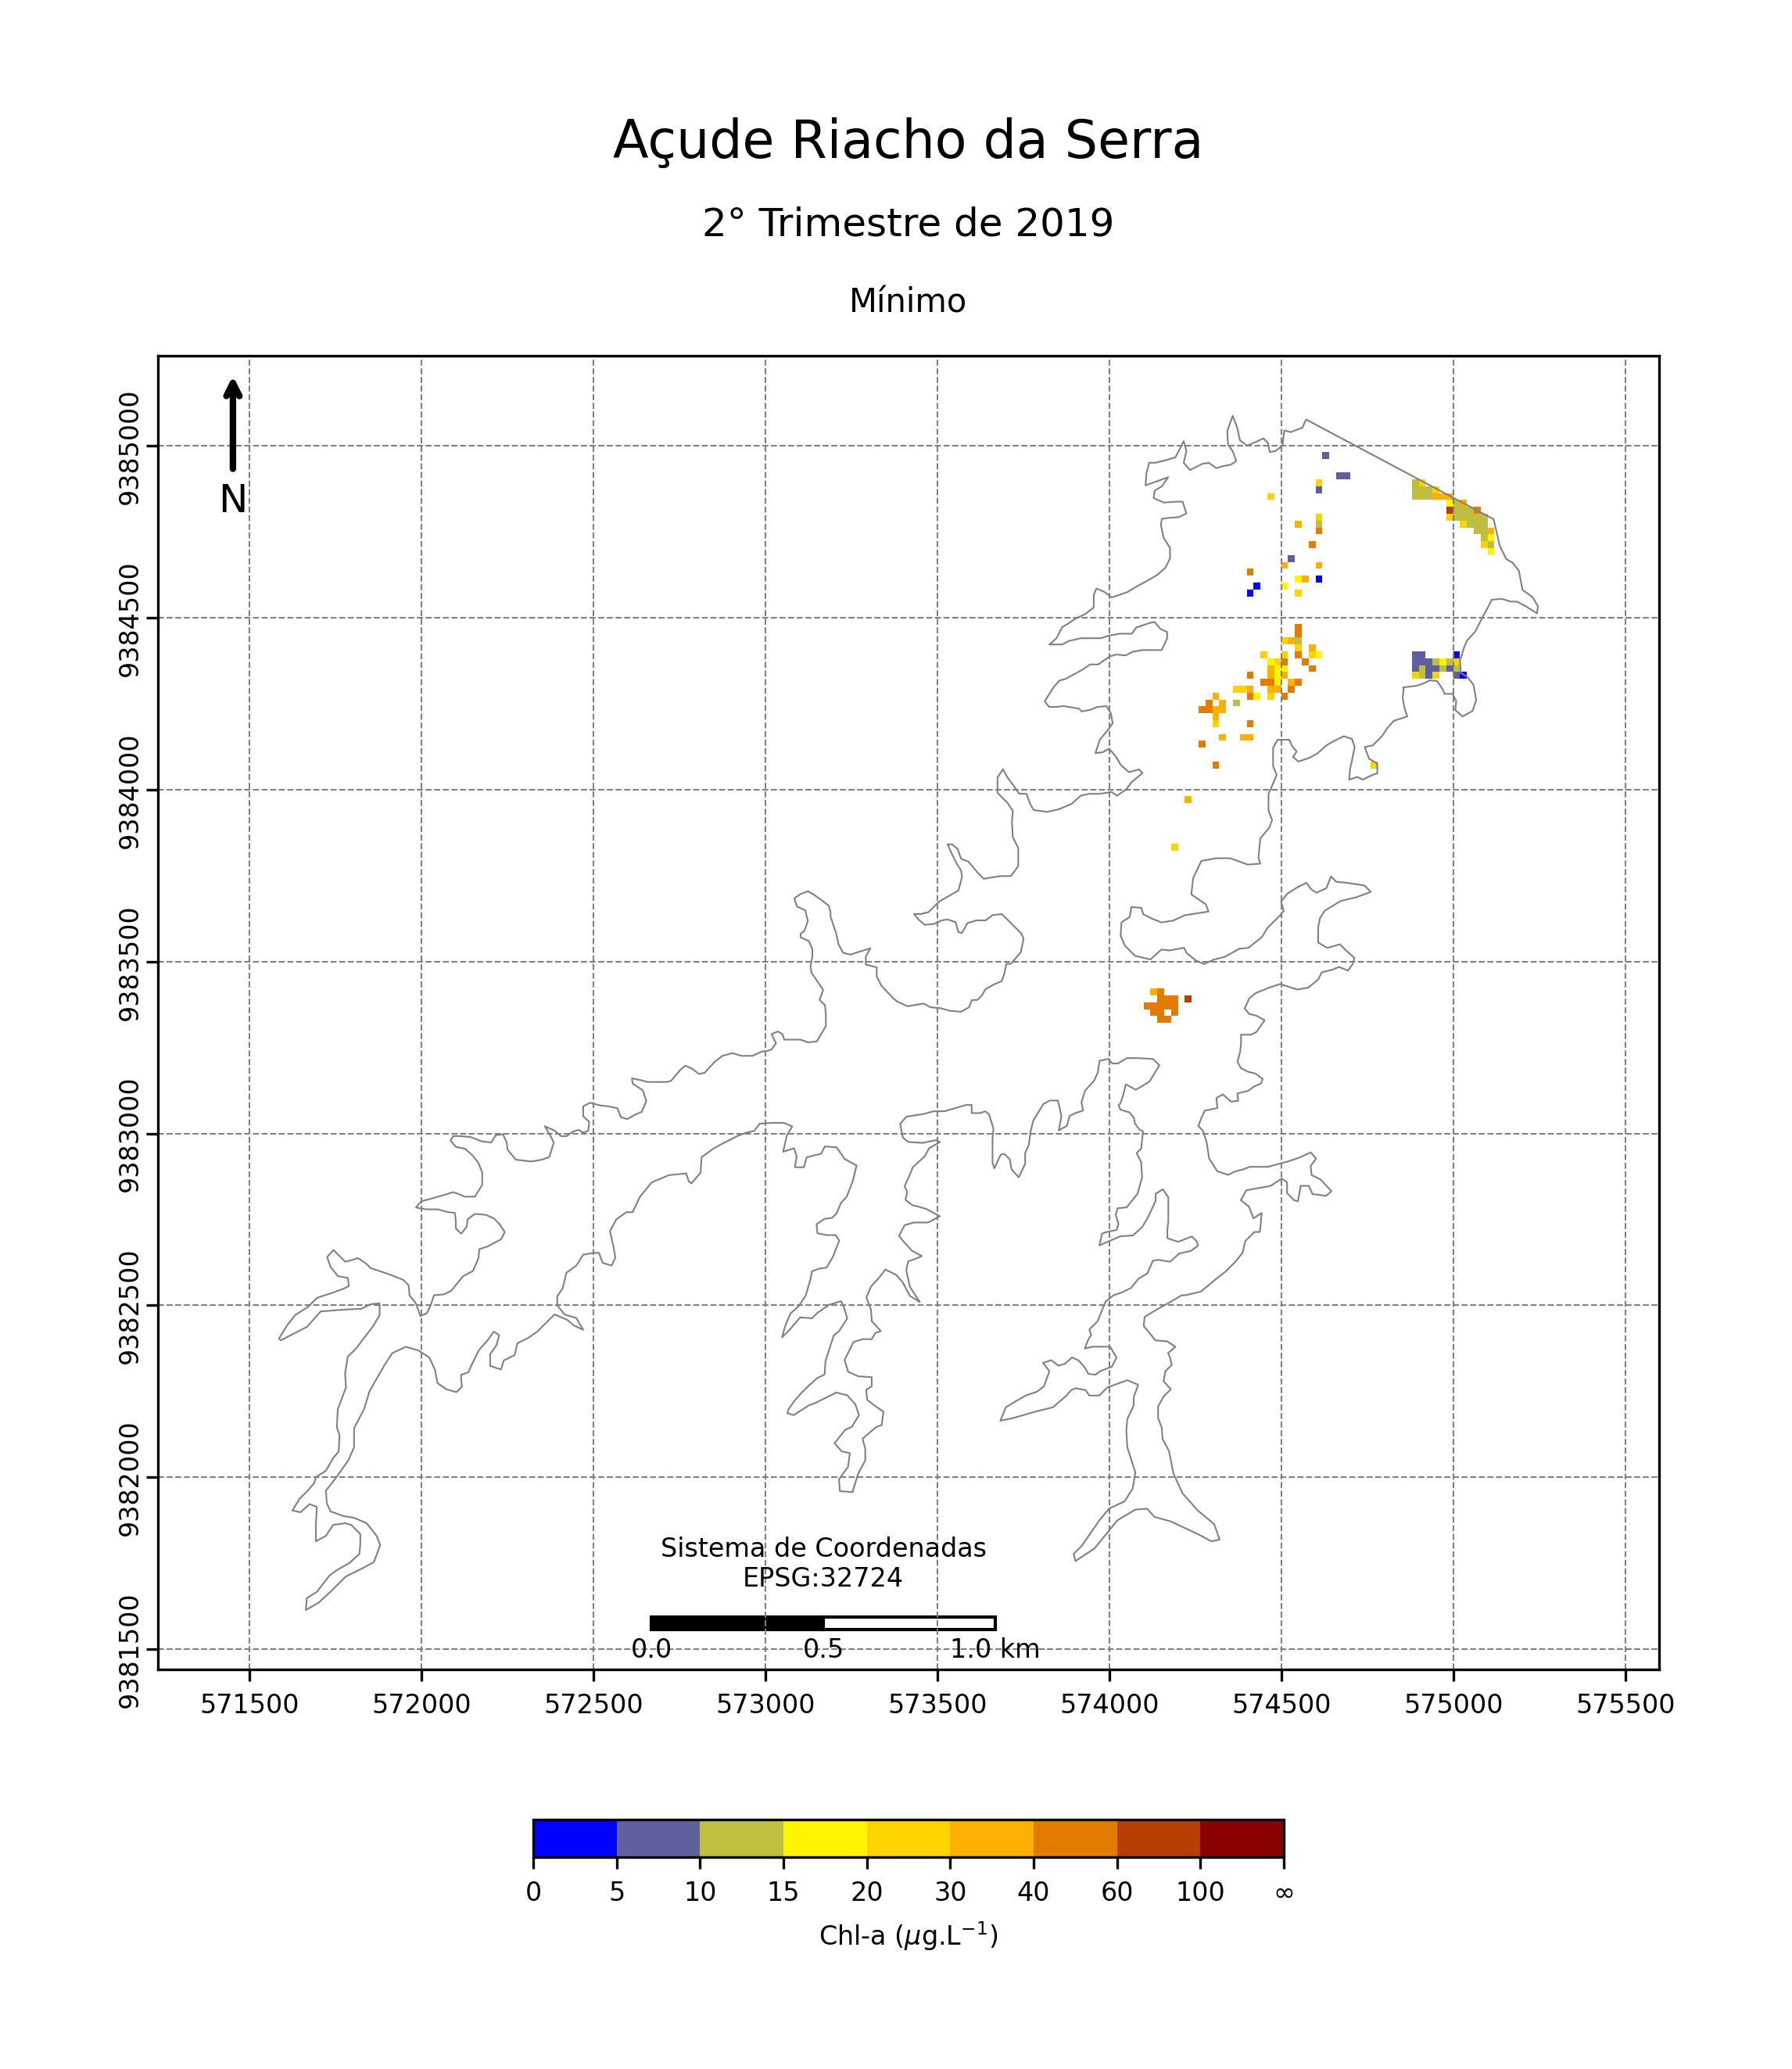 Açude Riacho da Serra
2° Trimestre de 2019
Mínimo
N
9385000
9384500
9384000
9383500
9383000
9382500
9382000
9381500
Sistema de Coordenadas
EPSG:32724
0.0 0.5 1.0 km
571500 572000 572500 573000 573500 574000 574500 575000 575500
0 5 10 15 20 30 40 60 100 ∞
Chl-a (μg.L⁻¹)